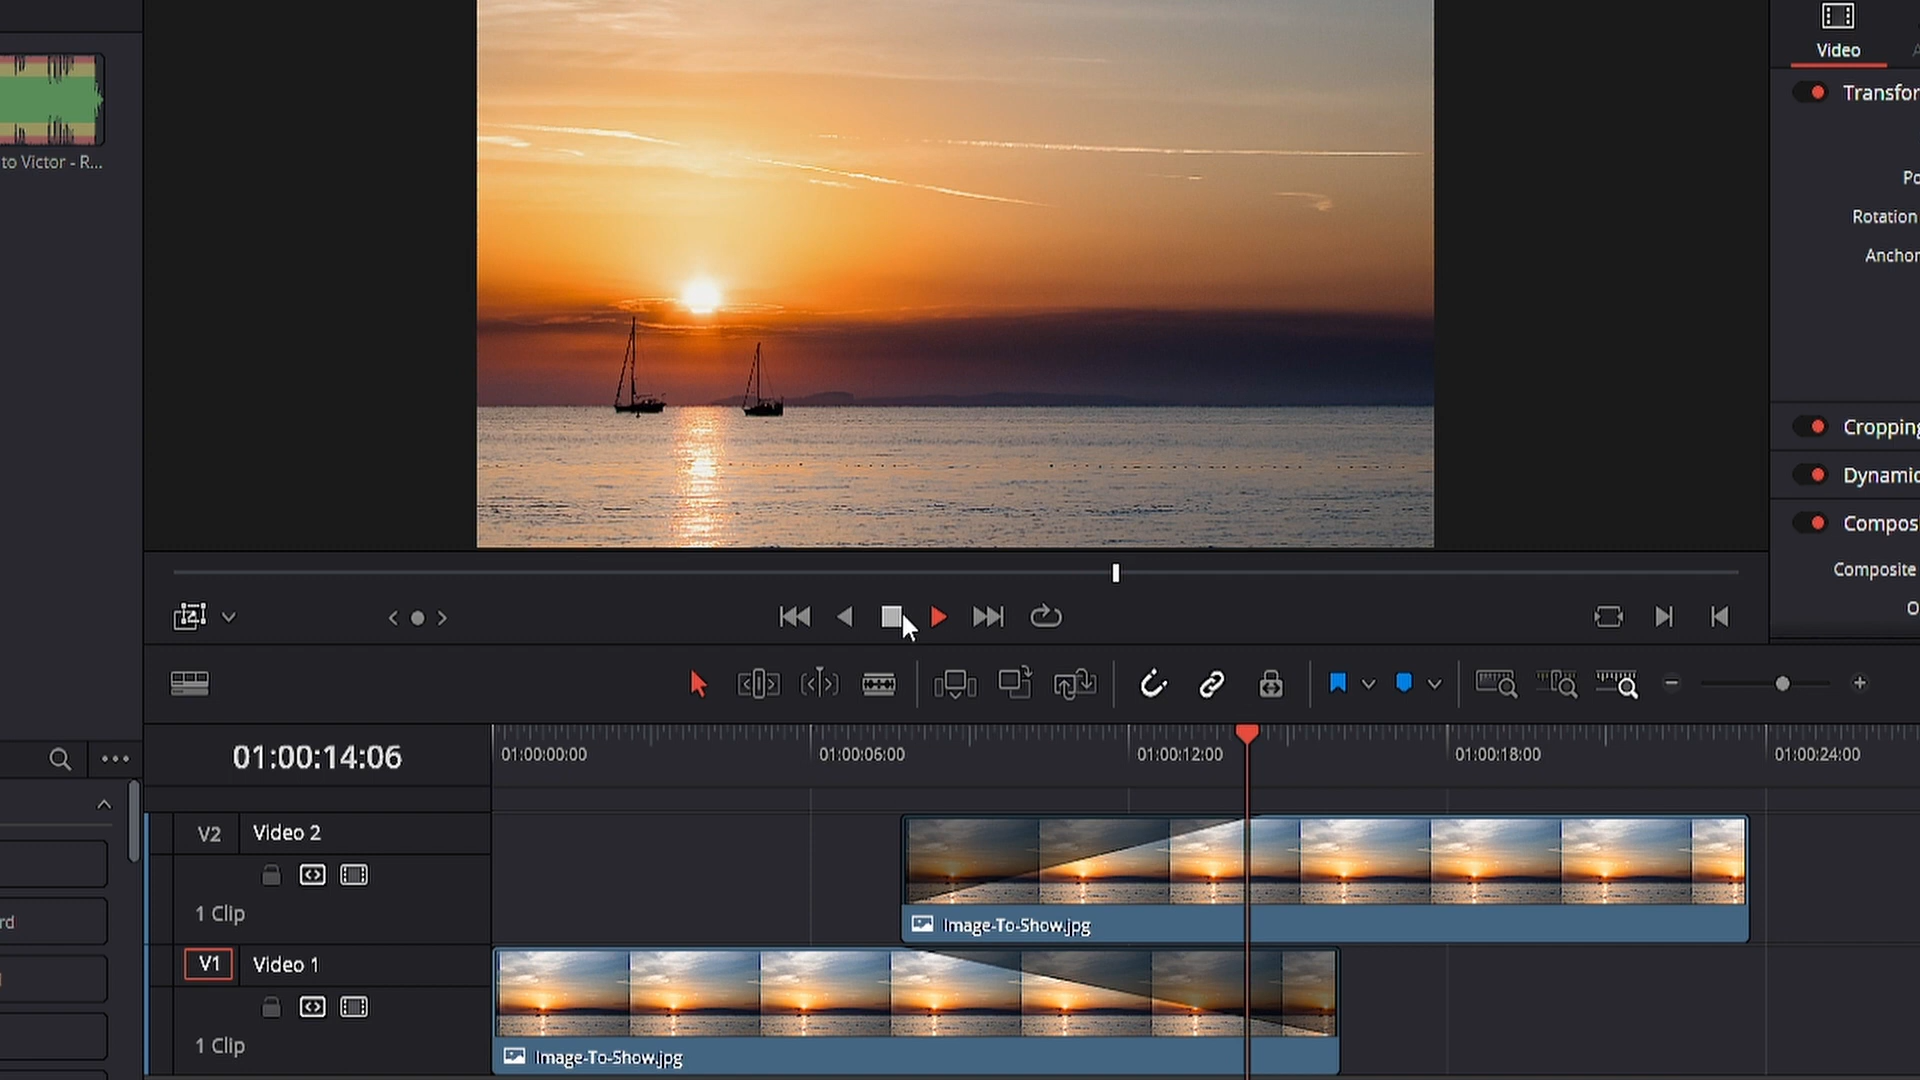 Video
to Victor - R...
Transfor
Po
Rotation
Anchor
Cropping
Dynamic
Compos
Composite
01:00:14:06
01:00:00:00
01:00:06:00
01:00:12:00
01:00:18:00
01:00:24:00
V2
Video 2
1 Clip
rd
Image-To-Show.jpg
V1
Video 1
1 Clip
Image-To-Show.jpg